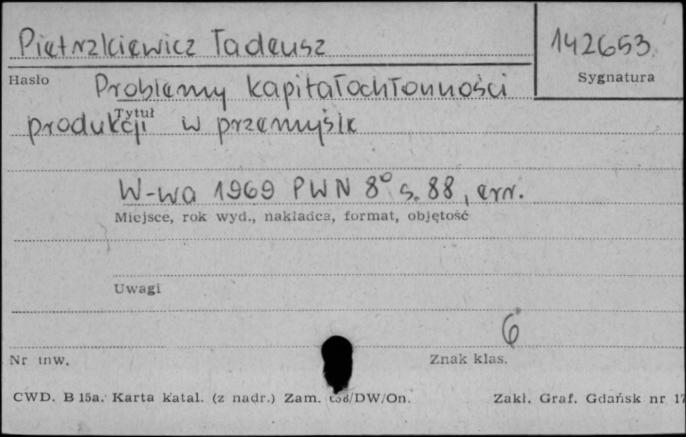 Pietrzkiewicz Tadeusz
142653.
Hasło
Sygnatura
Problemy kapitałochłonności
Tytuł
produkcji w przemyśle
W-wa 1969 PWN 8° s. 88, err.
Miejsce, rok wyd., nakładca, format, objętość
Uwagi
6
Nr inw.
Znak klas.
CWD. B 15a. Karta katal. (z nadr.) Zam. /DW/On.
Zakł. Graf. Gdańsk nr